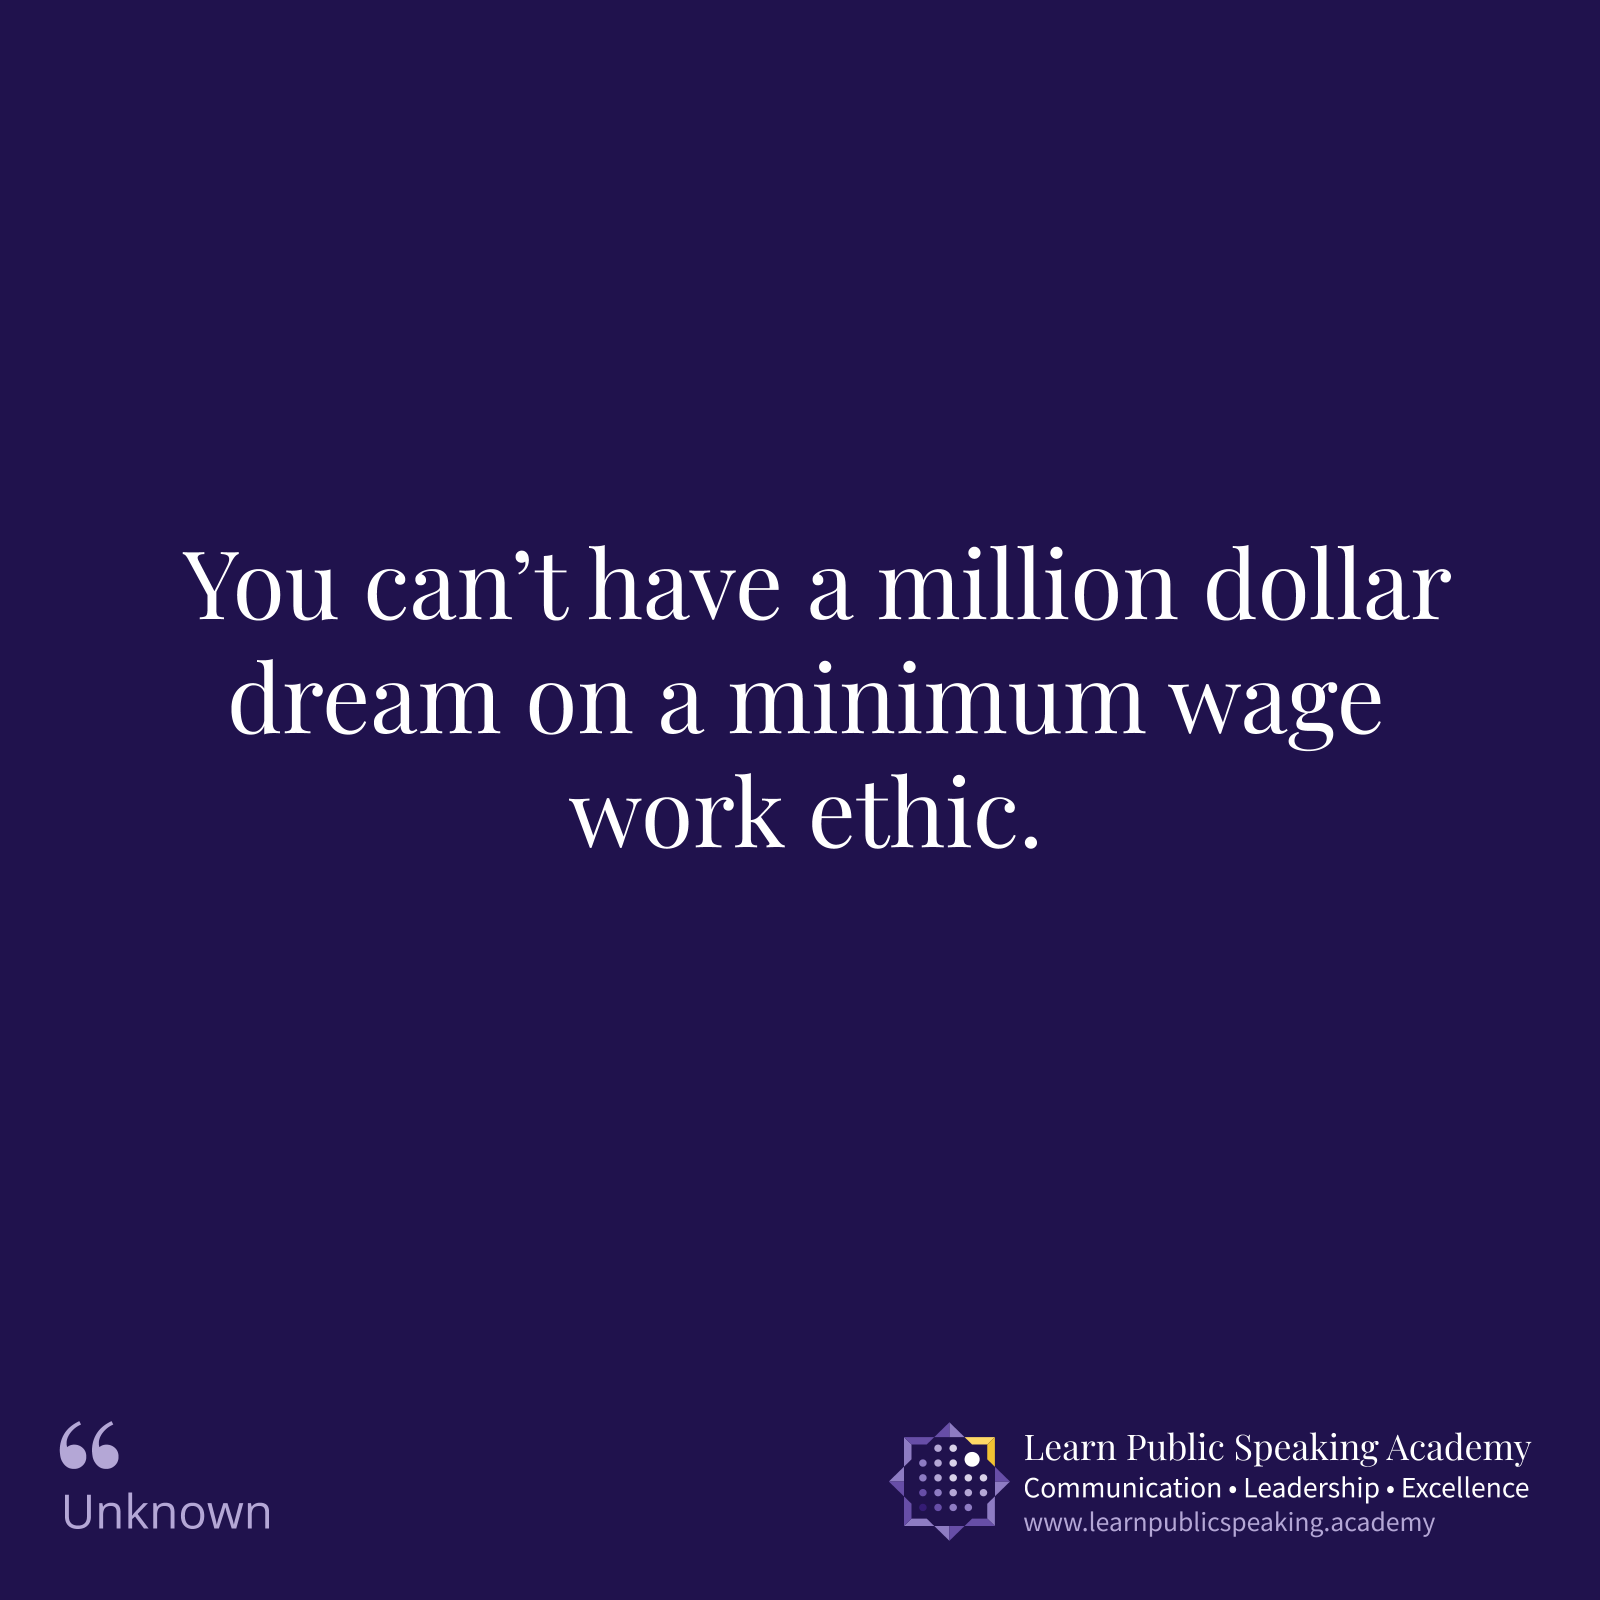 You can’t have a million dollar
dream on a minimum wage
work ethic.
“
Unknown
Learn Public Speaking Academy
Communication • Leadership • Excellence
www.learnpublicspeaking.academy